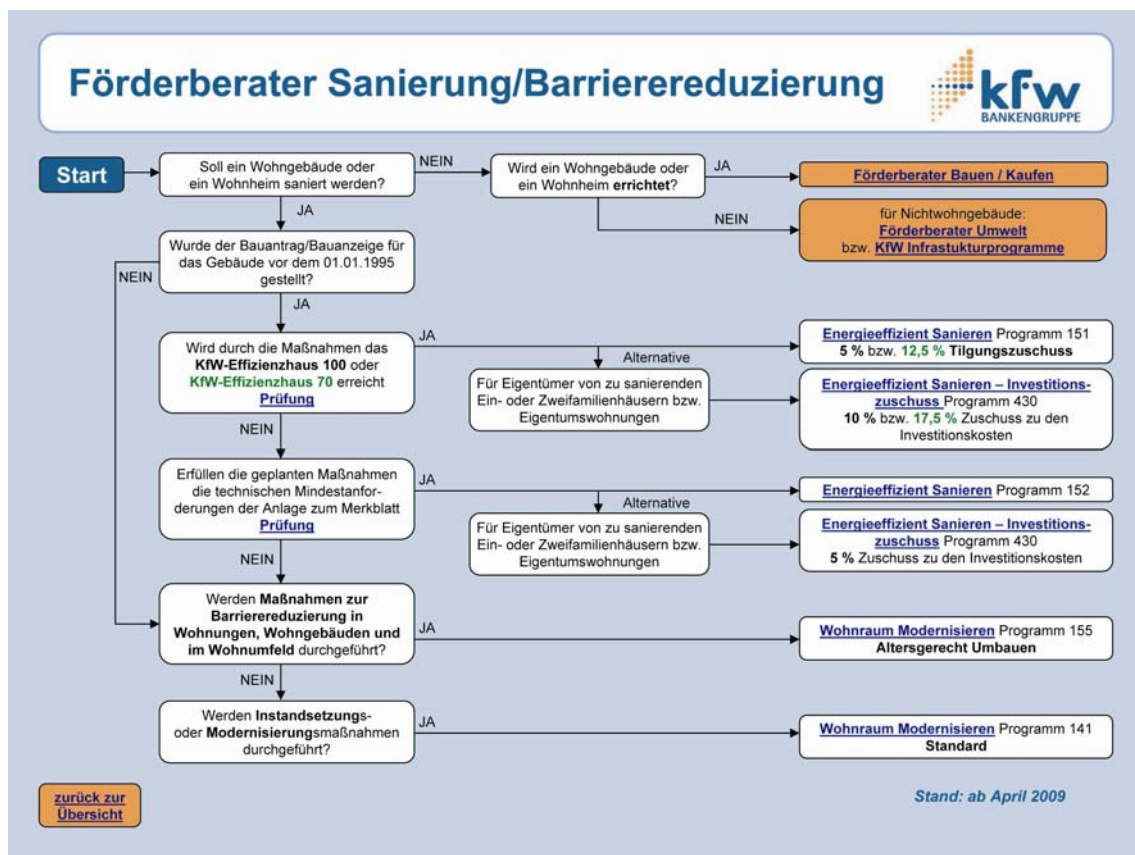 Förderberater Sanierung/Barrierereduzierung
kfw
BANKENGRUPPE
Start
Soll ein Wohngebäude oder
ein Wohnheim saniert werden?
NEIN
Wird ein Wohngebäude oder
ein Wohnheim errichtet?
JA
Förderberater Bauen / Kaufen
NEIN
für Nichtwohngebäude:
Förderberater Umwelt
bzw. KfW Infrastukturprogramme
JA
Wurde der Bauantrag/Bauanzeige für
das Gebäude vor dem 01.01.1995
gestellt?
NEIN
JA
Wird durch die Maßnahmen das
KfW-Effizienzhaus 100 oder
KfW-Effizienzhaus 70 erreicht
Prüfung
JA
Alternative
Für Eigentümer von zu sanierenden
Ein- oder Zweifamilienhäusern bzw.
Eigentumswohnungen
Energieeffizient Sanieren Programm 151
5 % bzw. 12,5 % Tilgungszuschuss
Energieeffizient Sanieren – Investitions-
zuschuss Programm 430
10 % bzw. 17,5 % Zuschuss zu den
Investitionskosten
NEIN
Erfüllen die geplanten Maßnahmen
die technischen Mindestanfor-
derungen der Anlage zum Merkblatt
Prüfung
JA
Alternative
Für Eigentümer von zu sanierenden
Ein- oder Zweifamilienhäusern bzw.
Eigentumswohnungen
Energieeffizient Sanieren Programm 152
Energieeffizient Sanieren – Investitions-
zuschuss Programm 430
5 % Zuschuss zu den Investitionskosten
NEIN
Werden Maßnahmen zur
Barrierereduzierung in
Wohnungen, Wohngebäuden und
im Wohnumfeld durchgeführt?
JA
Wohnraum Modernisieren Programm 155
Altersgerecht Umbauen
NEIN
Werden Instandsetzungs-
oder Modernisierungsmaßnahmen
durchgeführt?
JA
Wohnraum Modernisieren Programm 141
Standard
zurück zur
Übersicht
Stand: ab April 2009